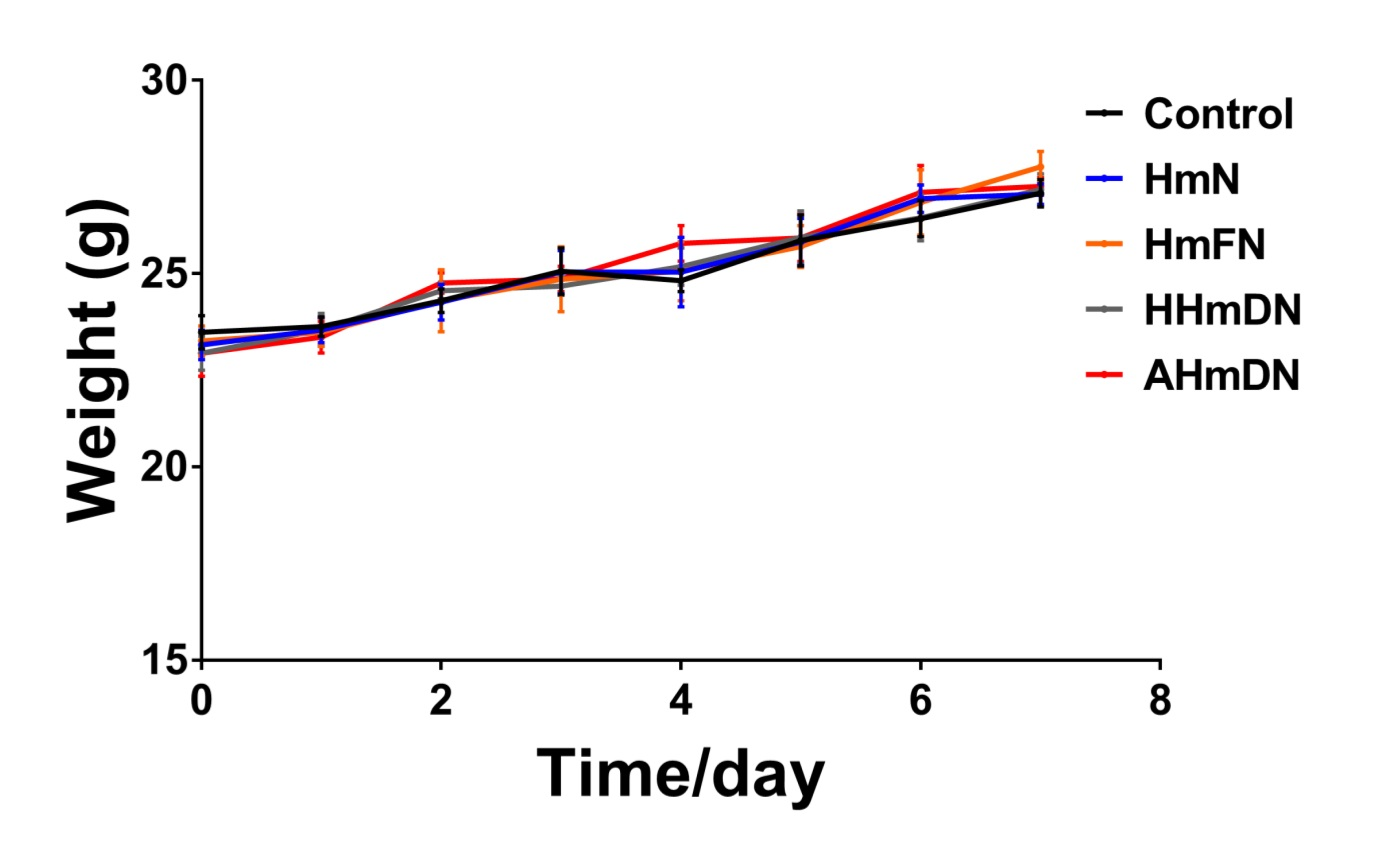 30
25
20
15
Weight (g)
0 2 4 6 8
Time/day
Control
HmN
HmFN
HHmDN
AHmDN